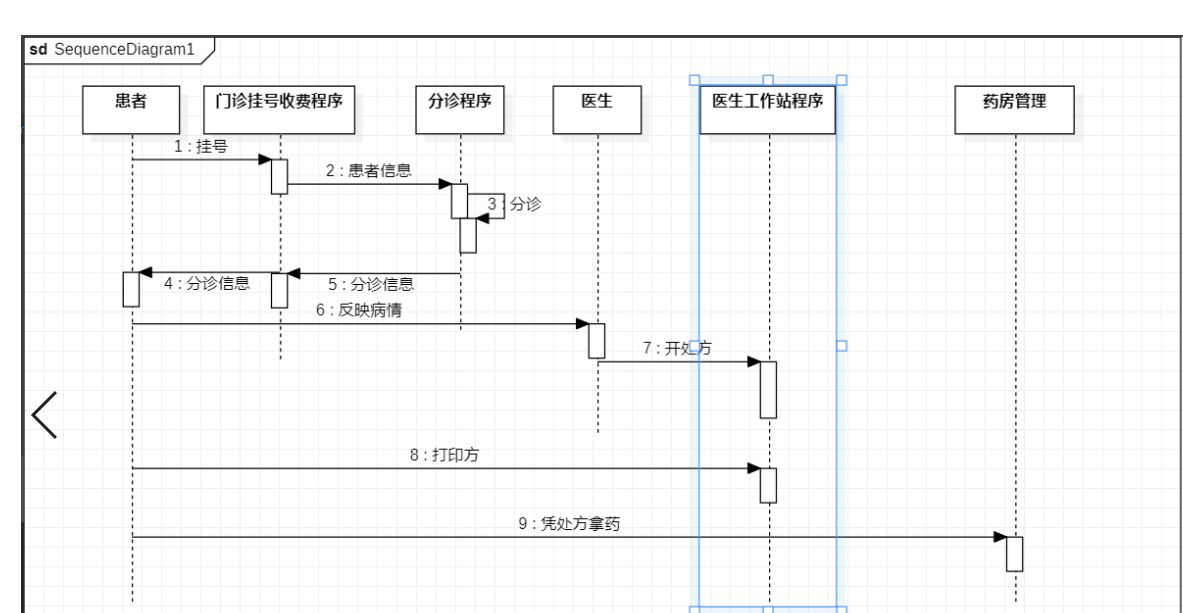 sd SequenceDiagram1
患者
门诊挂号收费程序
分诊程序
医生
医生工作站程序
药房管理
1 : 挂号
2 : 患者信息
3 : 分诊
4 : 分诊信息
5 : 分诊信息
6 : 反映病情
7 : 开处方
8 : 打印方
9 : 凭处方拿药